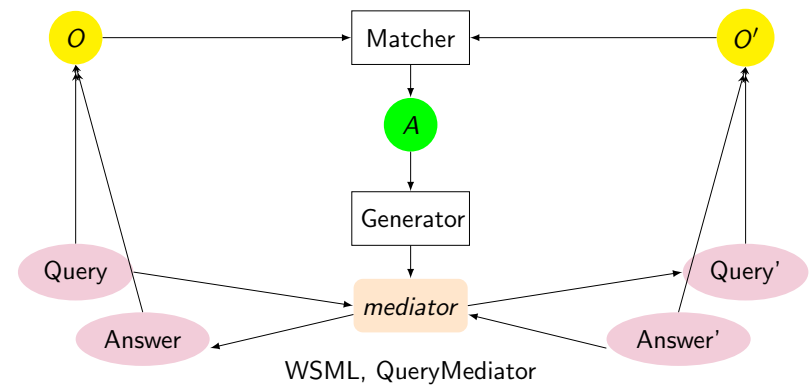 O
Matcher
O′
A
Generator
Query
Query'
mediator
Answer
Answer'
WSML, QueryMediator